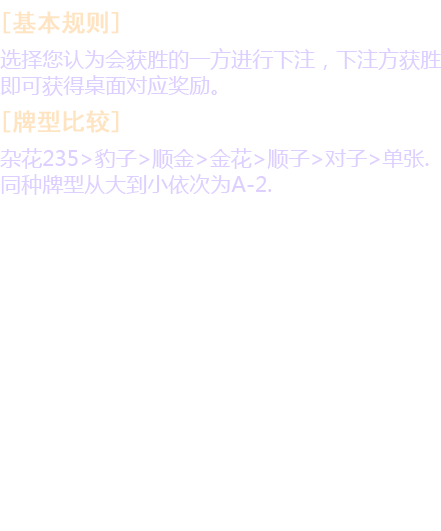 [基本规则]
选择您认为会获胜的一方进行下注，下注方获胜
即可获得桌面对应奖励。
[牌型比较]
杂花235>豹子>顺金>金花>顺子>对子>单张.
同种牌型从大到小依次为A-2.